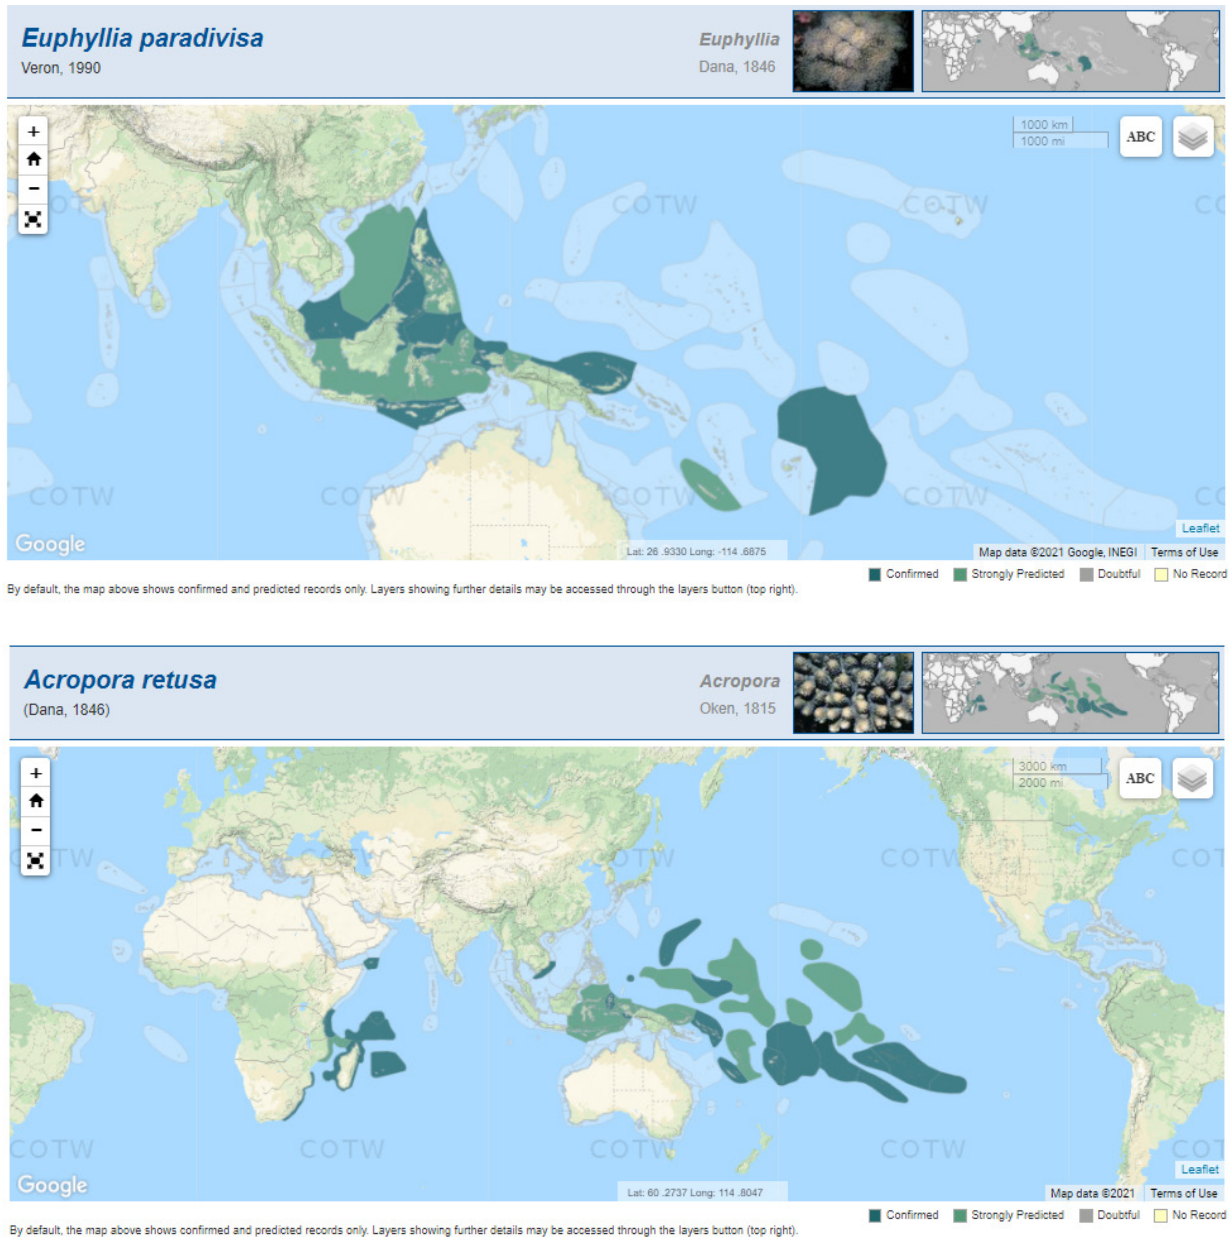 Euphyllia paradivisa
Veron, 1990
Euphyllia
Dana, 1846
+
−
1000 km
1000 mi
ABC
COTW
COTW
COTW
COTW
COTW
COTW
COTW
Leaflet
Google
Lat: 26 .9330 Long: -114 .6875
Map data ©2021 Google, INEGI
Terms of Use
Confirmed Strongly Predicted Doubtful No Record
By default, the map above shows confirmed and predicted records only. Layers showing further details may be accessed through the layers button (top right).
Acropora retusa
(Dana, 1846)
Acropora
Oken, 1815
+
−
3000 km
2000 mi
ABC
TW
COTW
COTW
COT
COTW
COTW
COTW
COTW
COT
Leaflet
Google
Lat: 60 .2737 Long: 114 .8047
Map data ©2021
Terms of Use
Confirmed Strongly Predicted Doubtful No Record
By default, the map above shows confirmed and predicted records only. Layers showing further details may be accessed through the layers button (top right).